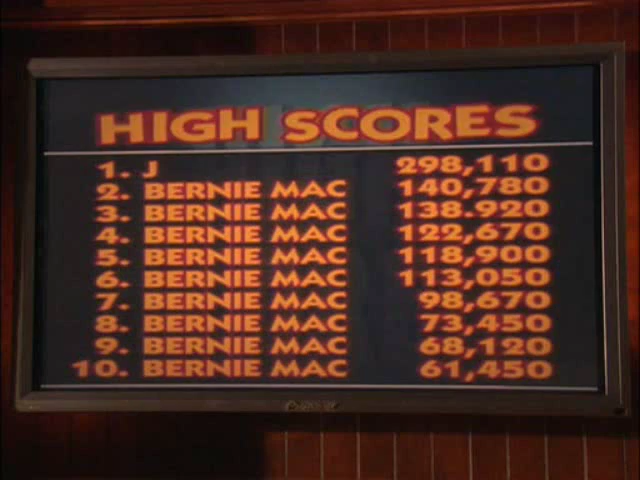 HIGH SCORES
1. J 298,110
2. BERNIE MAC 140,780
3. BERNIE MAC 138.920
4. BERNIE MAC 122,670
5. BERNIE MAC 118,900
6. BERNIE MAC 113,050
7. BERNIE MAC 98,670
8. BERNIE MAC 73,450
9. BERNIE MAC 68,120
10. BERNIE MAC 61,450